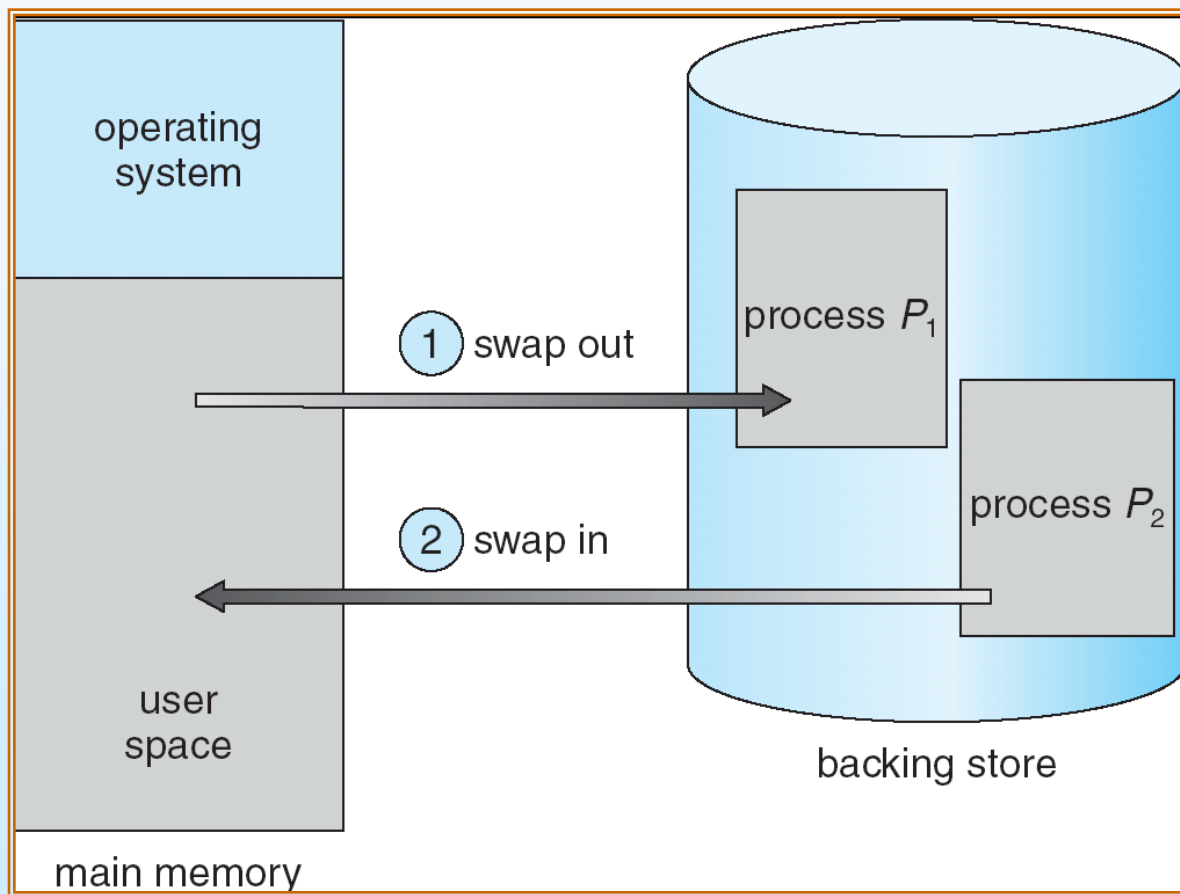 operating
system
1 swap out
process P1
2 swap in
process P2
user
space
backing store
main memory